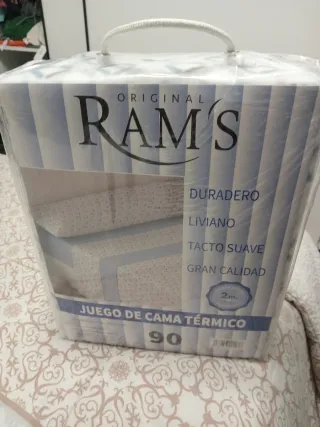 ORIGINAL
RAM'S
DURADERO
LIVIANO
TACTO SUAVE
GRAN CALIDAD
JUEGO DE CAMA TÉRMICO
90